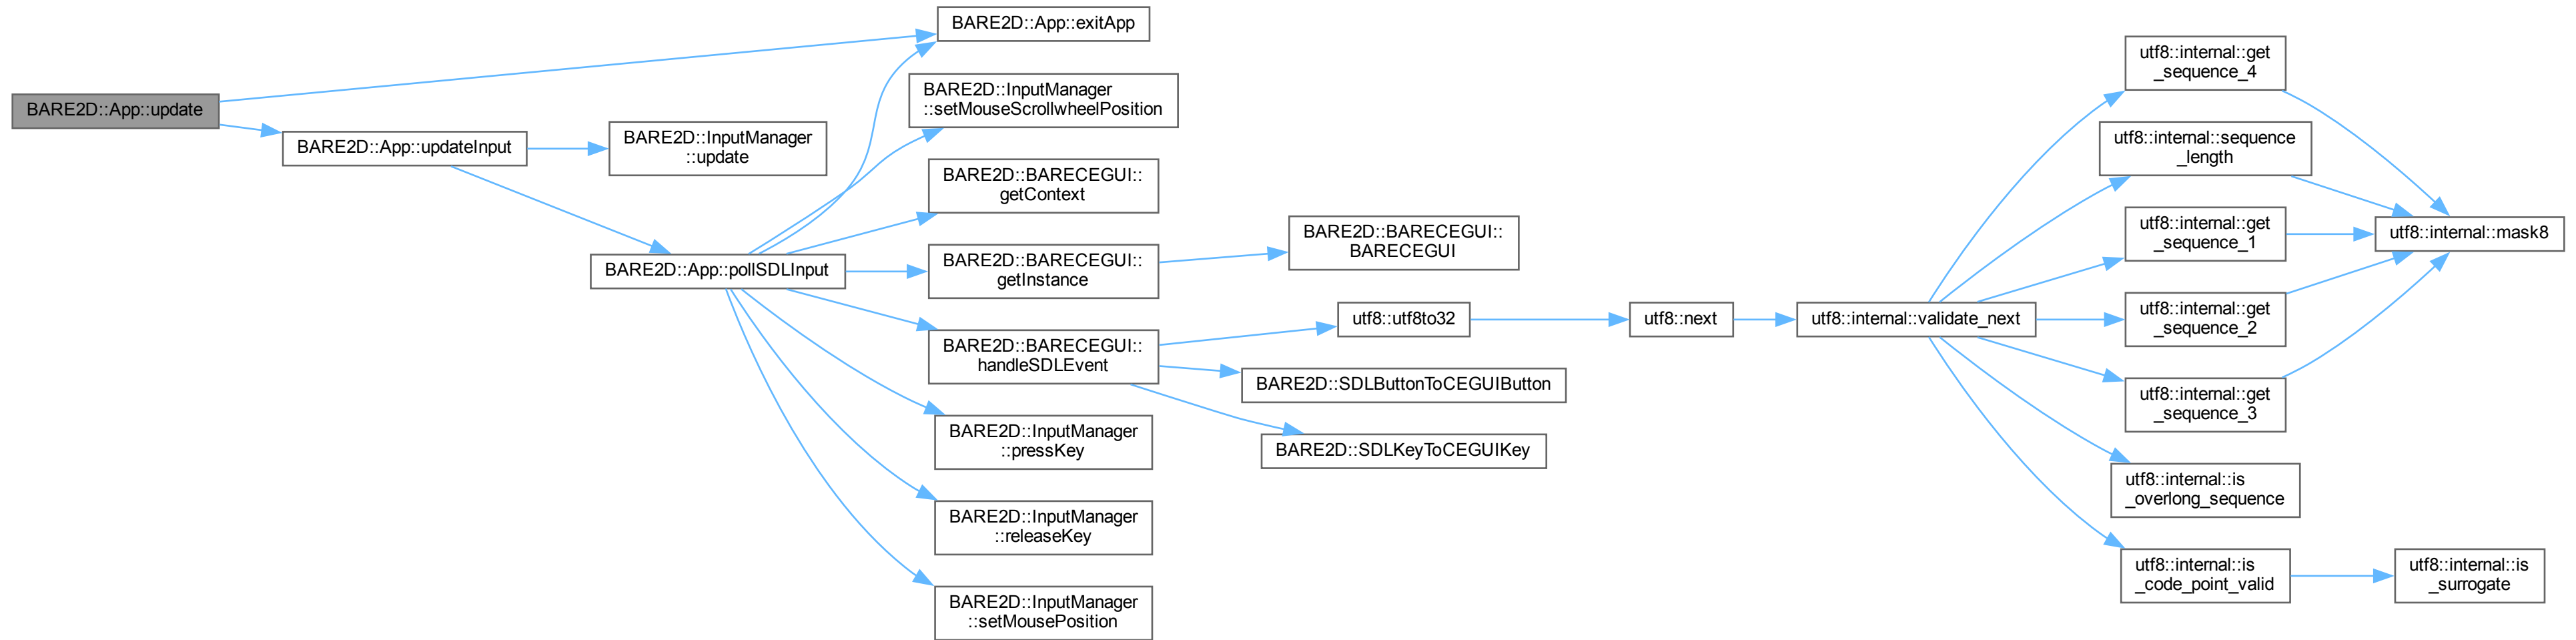 BARE2D::App::update
BARE2D::App::exitApp
BARE2D::App::updateInput
BARE2D::InputManager
::update
BARE2D::App::pollSDLInput
BARE2D::InputManager
::setMouseScrollwheelPosition
BARE2D::BARECEGUI::
getContext
BARE2D::BARECEGUI::
getInstance
BARE2D::BARECEGUI::
BARECEGUI
BARE2D::BARECEGUI::
handleSDLEvent
utf8::utf8to32
utf8::next
utf8::internal::validate_next
utf8::internal::get
_sequence_4
utf8::internal::sequence
_length
utf8::internal::get
_sequence_1
utf8::internal::mask8
utf8::internal::get
_sequence_2
utf8::internal::get
_sequence_3
utf8::internal::is
_overlong_sequence
utf8::internal::is
_code_point_valid
utf8::internal::is
_surrogate
BARE2D::SDLButtonToCEGUIButton
BARE2D::SDLKeyToCEGUIKey
BARE2D::InputManager
::pressKey
BARE2D::InputManager
::releaseKey
BARE2D::InputManager
::setMousePosition